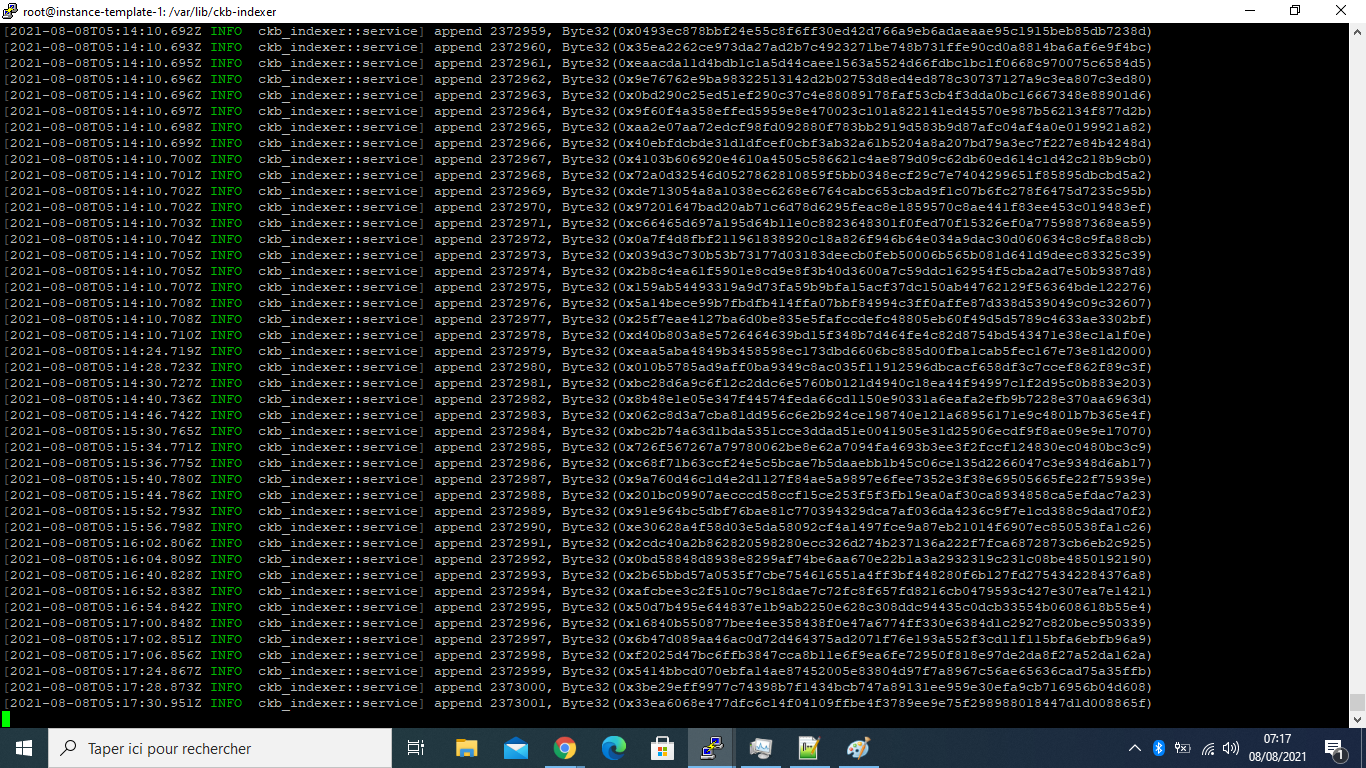 root@instance-template-1: /var/lib/ckb-indexer
[2021-08-08T05:14:10.692Z INFO  ckb_indexer::service] append 2372959, Byte32(0x0493ec878bbf24e55c8f6ff30ed42d766a9eb6adaeaae95c1915beb85db7238d)
[2021-08-08T05:14:10.693Z INFO  ckb_indexer::service] append 2372960, Byte32(0x35ea2262ce973da27ad2b7c4923271be748b731ffe90cd0a8814ba6af6e9f4bc)
[2021-08-08T05:14:10.695Z INFO  ckb_indexer::service] append 2372961, Byte32(0xeaacda11d4bdb1c1a5d44caee1563a5524d66fdbc1bc1f0668c970075c6584d5)
[2021-08-08T05:14:10.696Z INFO  ckb_indexer::service] append 2372962, Byte32(0x9e76762e9ba98322513142d2b02753d8ed4ed878c30737127a9c3ea807c3ed80)
[2021-08-08T05:14:10.696Z INFO  ckb_indexer::service] append 2372963, Byte32(0x0bd290c25ed51ef290c37c4e88089178faf53cb4f3dda0bc16667348e88901d6)
[2021-08-08T05:14:10.697Z INFO  ckb_indexer::service] append 2372964, Byte32(0x9f60f4a358effed5959e8e470023c101a822141ed45570e987b562134f877d2b)
[2021-08-08T05:14:10.698Z INFO  ckb_indexer::service] append 2372965, Byte32(0xaa2e07aa72edcf98fd092880f783bb2919d583b9d87afc04af4a0e0199921a82)
[2021-08-08T05:14:10.699Z INFO  ckb_indexer::service] append 2372966, Byte32(0x40ebfdcbde31d1dfcef0cbf3ab32a61b5204a8a207bd79a3ec7f227e84b4248d)
[2021-08-08T05:14:10.700Z INFO  ckb_indexer::service] append 2372967, Byte32(0x4103b606920e4610a4505c586621c4ae879d09c62db60ed614c1d42c218b9cb0)
[2021-08-08T05:14:10.701Z INFO  ckb_indexer::service] append 2372968, Byte32(0x72a0d32546d0527862810859f5bb0348ecf29c7e7404299651f85895dbcbd5a2)
[2021-08-08T05:14:10.702Z INFO  ckb_indexer::service] append 2372969, Byte32(0xde713054a8a1038ec6268e6764cabc653cbad9f1c07b6fc278f6475d7235c95b)
[2021-08-08T05:14:10.702Z INFO  ckb_indexer::service] append 2372970, Byte32(0x97201647bad20ab71c6d78d6295feac8e1859570c8ae441f83ee453c019483ef)
[2021-08-08T05:14:10.703Z INFO  ckb_indexer::service] append 2372971, Byte32(0xc66465d697a195d64b11e0c8823648301f0fed70f15326ef0a7759887368ea59)
[2021-08-08T05:14:10.704Z INFO  ckb_indexer::service] append 2372972, Byte32(0x0a7f4d8fbf211961838920c18a826f946b64e034a9dac30d060634c8c9fa88cb)
[2021-08-08T05:14:10.705Z INFO  ckb_indexer::service] append 2372973, Byte32(0x039d3c730b53b73177d03183deecb0feb50006b565b081d641d9deec83325c39)
[2021-08-08T05:14:10.705Z INFO  ckb_indexer::service] append 2372974, Byte32(0x2b8c4ea61f5901e8cd9e8f3b40d3600a7c59ddc162954f5cba2ad7e50b9387d8)
[2021-08-08T05:14:10.707Z INFO  ckb_indexer::service] append 2372975, Byte32(0x159ab54493319a9d73fa59b9bfa15acf37dc150ab44762129f56364bde122276)
[2021-08-08T05:14:10.708Z INFO  ckb_indexer::service] append 2372976, Byte32(0x5a14bece99b7fbdfb414ffa07bbf84994c3ff0affe87d338d539049c09c32607)
[2021-08-08T05:14:10.708Z INFO  ckb_indexer::service] append 2372977, Byte32(0x25f7eae4127ba6d0be835e5fafccdefc48805eb60f49d5d5789c4633ae3302bf)
[2021-08-08T05:14:10.710Z INFO  ckb_indexer::service] append 2372978, Byte32(0xd40b803a8e5726464639bd15f348b7d464fe4c82d8754bd543471e38ec1a1f0e)
[2021-08-08T05:14:24.719Z INFO  ckb_indexer::service] append 2372979, Byte32(0xeaa5aba4849b3458598ec173dbd6606bc885d00fba1cab5fec167e73e81d2000)
[2021-08-08T05:14:28.723Z INFO  ckb_indexer::service] append 2372980, Byte32(0x010b5785ad9aff0ba9349c8ac035f11912596dbcacf658df3c7ccef862f89c3f)
[2021-08-08T05:14:30.727Z INFO  ckb_indexer::service] append 2372981, Byte32(0xbc28d6a9c6f12c2ddc6e5760b0121d4940c18ea44f94997c1f2d95c0b883e203)
[2021-08-08T05:14:40.736Z INFO  ckb_indexer::service] append 2372982, Byte32(0x8b48e1e05e347f44574feda66cd1150e90331a6eafa2efb9b7228e370aa6963d)
[2021-08-08T05:14:46.742Z INFO  ckb_indexer::service] append 2372983, Byte32(0x062c8d3a7cba81dd956c6e2b924ce198740e121a68956171e9c4801b7b365e4f)
[2021-08-08T05:15:30.765Z INFO  ckb_indexer::service] append 2372984, Byte32(0xbc2b74a63d1bda5351cce3ddad51e0041905e31d25906ecdf9f8ae09e9e17070)
[2021-08-08T05:15:34.771Z INFO  ckb_indexer::service] append 2372985, Byte32(0x726f567267a79780062be8e62a7094fa4693b3ee3f2fccf124830ec0480bc3c9)
[2021-08-08T05:15:36.775Z INFO  ckb_indexer::service] append 2372986, Byte32(0xc68f71b63ccf24e5c5bcae7b5daaebb1b45c06ce135d2266047c3e9348d6ab17)
[2021-08-08T05:15:40.780Z INFO  ckb_indexer::service] append 2372987, Byte32(0x9a760d46c1d4e2d1127f84ae5a9897e6fee7352e3f38e69505665fe22f75939e)
[2021-08-08T05:15:44.786Z INFO  ckb_indexer::service] append 2372988, Byte32(0x201bc09907aecccd58ccf15ce253f5f3fb19ea0af30ca8934858ca5efdac7a23)
[2021-08-08T05:15:52.793Z INFO  ckb_indexer::service] append 2372989, Byte32(0x91e964bc5dbf76bae81c770394329dca7af036da4236c9f7e1cd388c9dad70f2)
[2021-08-08T05:15:56.798Z INFO  ckb_indexer::service] append 2372990, Byte32(0xe30628a4f58d03e5da58092cf4a1497fce9a87eb21014f6907ec850538fa1c26)
[2021-08-08T05:16:02.806Z INFO  ckb_indexer::service] append 2372991, Byte32(0x2cdc40a2b862820598280ecc326d274b237136a222f7fca6872873cb6eb2c925)
[2021-08-08T05:16:04.809Z INFO  ckb_indexer::service] append 2372992, Byte32(0x0bd58848d8938e8299af74be6aa670e22b1a3a2932319c231c08be4850192190)
[2021-08-08T05:16:40.828Z INFO  ckb_indexer::service] append 2372993, Byte32(0x2b65bbd57a0535f7cbe754616551a4ff3bf448280f6b127fd2754342284376a8)
[2021-08-08T05:16:52.838Z INFO  ckb_indexer::service] append 2372994, Byte32(0xafcbee3c2f510c79c18dae7c72fc8f657fd8216cb0479593c427e307ea7e1421)
[2021-08-08T05:16:54.842Z INFO  ckb_indexer::service] append 2372995, Byte32(0x50d7b495e644837e1b9ab2250e628c308ddc94435c0dcb33554b0608618b55e4)
[2021-08-08T05:17:00.848Z INFO  ckb_indexer::service] append 2372996, Byte32(0x16840b550877bee4ee358438f0e47a6774ff330e6384d1c2927c820bec950339)
[2021-08-08T05:17:02.851Z INFO  ckb_indexer::service] append 2372997, Byte32(0x6b47d089aa46ac0d72d464375ad2071f76e193a552f3cd11f115bfa6ebfb96a9)
[2021-08-08T05:17:06.856Z INFO  ckb_indexer::service] append 2372998, Byte32(0xf2025d47bc6ffb3847cca8b11e6f9ea6fe72950f818e97de2da8f27a52da162a)
[2021-08-08T05:17:24.867Z INFO  ckb_indexer::service] append 2372999, Byte32(0x5414bbcd070ebfa14ae87452005e83804d97f7a8967c56ae65636cad75a35ffb)
[2021-08-08T05:17:28.873Z INFO  ckb_indexer::service] append 2373000, Byte32(0x3be29eff9977c74398b7f1434bcb747a89131ee959e30efa9cb716956b04d608)
[2021-08-08T05:17:30.951Z INFO  ckb_indexer::service] append 2373001, Byte32(0x33ea6068e477dfc6c14f04109ffbe4f3789ee9e75f298988018447d1d008865f)
Taper ici pour rechercher
07:17
08/08/2021
1